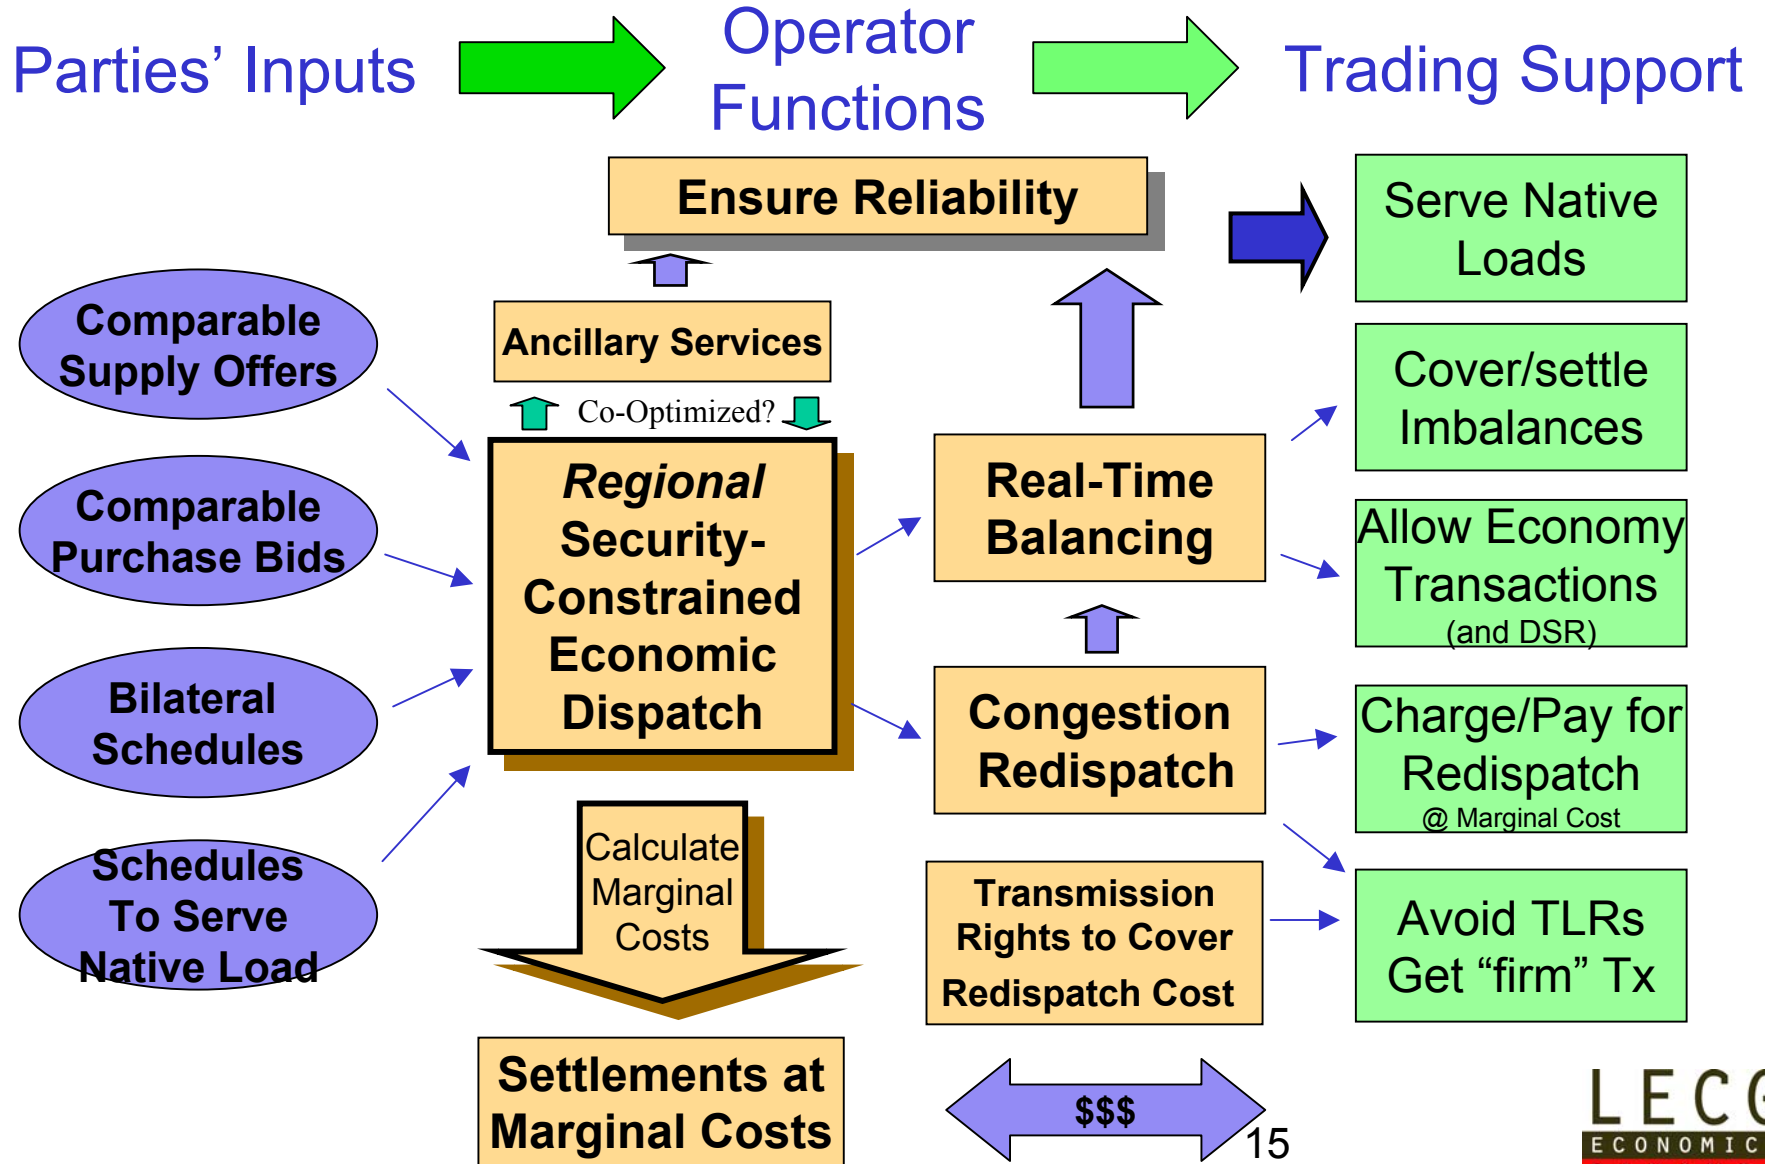 Parties’ Inputs
Operator
Functions
Trading Support
Ensure Reliability
Serve Native
Loads
Comparable
Supply Offers
Ancillary Services
Co-Optimized?
Cover/settle
Imbalances
Comparable
Purchase Bids
Regional
Security-
Constrained
Economic
Dispatch
Real-Time
Balancing
Allow Economy
Transactions
(and DSR)
Bilateral
Schedules
Congestion
Redispatch
Charge/Pay for
Redispatch
@ Marginal Cost
Schedules
To Serve
Native Load
Calculate
Marginal
Costs
Transmission
Rights to Cover
Redispatch Cost
Avoid TLRs
Get “firm” Tx
Settlements at
Marginal Costs
$$$
15
LECG
ECONOMIC